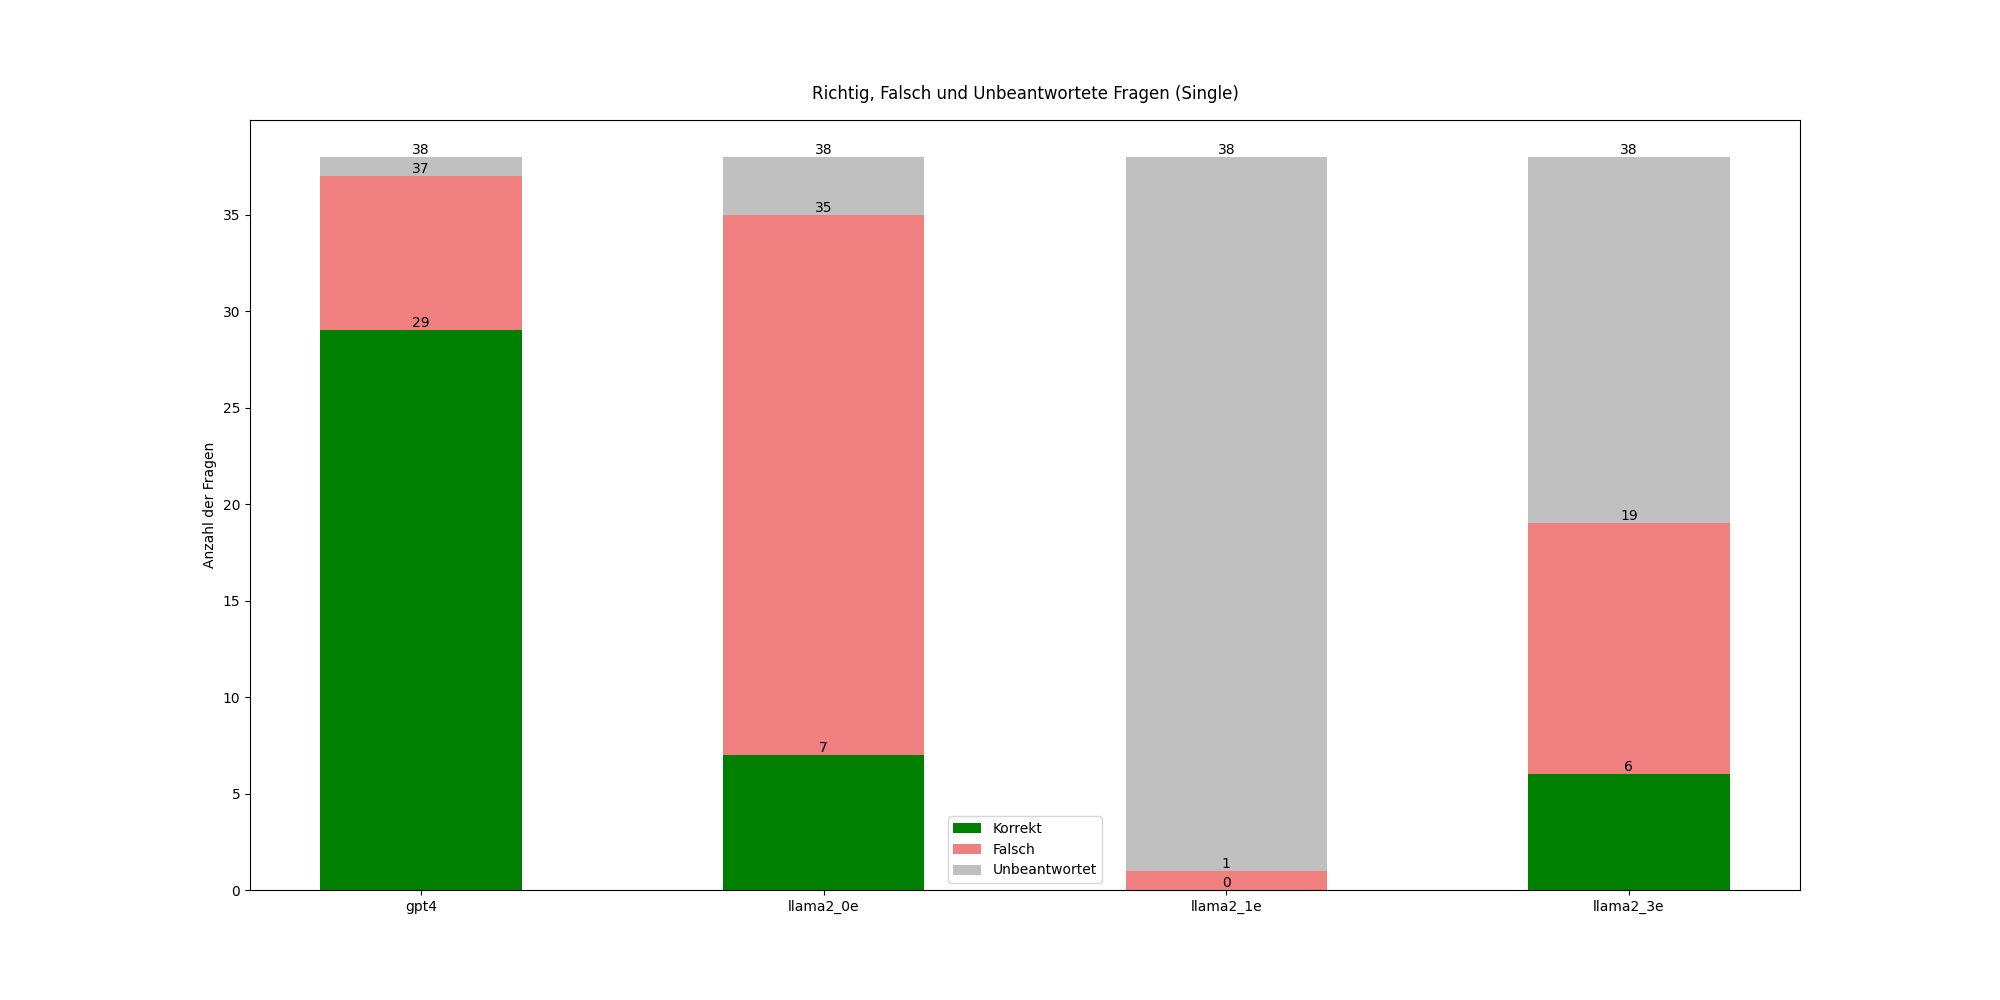 Richtig, Falsch und Unbeantwortete Fragen (Single)
38
38
38
38
37
35
35
30
29
25
Anzahl der Fragen
20
19
15
10
7
6
5
Korrekt
Falsch
Unbeantwortet
1
0
0
gpt4
llama2_0e
llama2_1e
llama2_3e